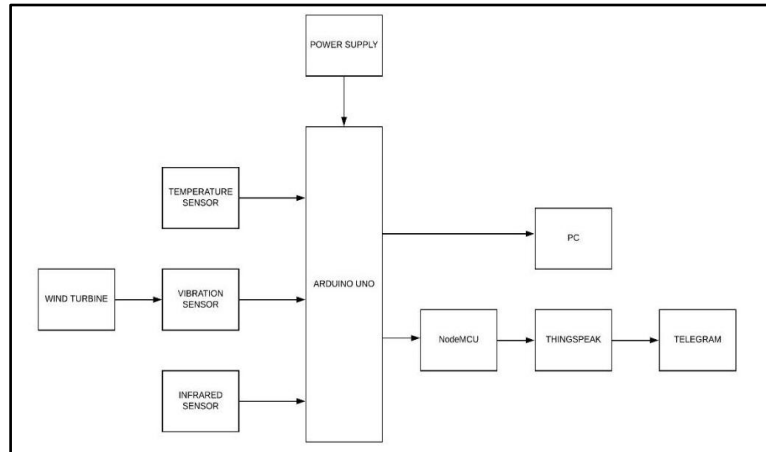 POWER SUPPLY
TEMPERATURE
SENSOR
PC
ARDUINO UNO
WIND TURBINE
VIBRATION
SENSOR
NodeMCU
THINGSPEAK
TELEGRAM
INFRARED
SENSOR